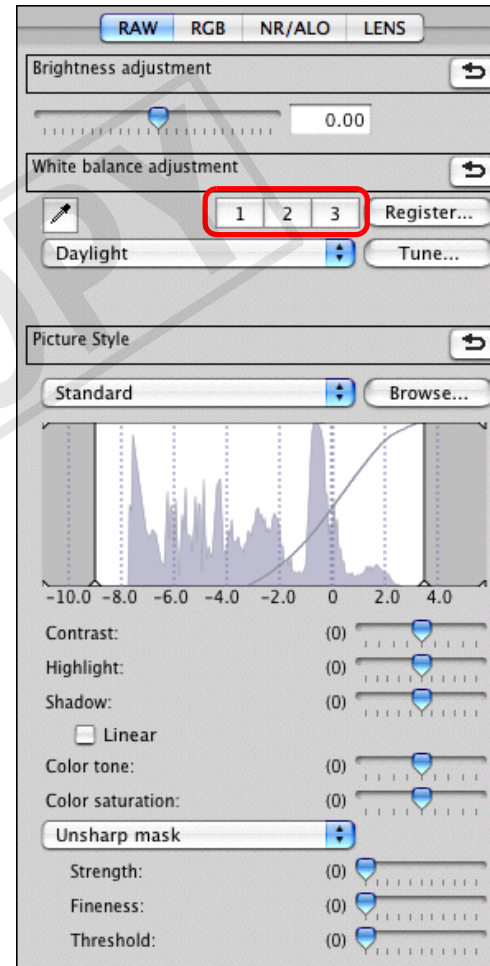 RAW RGB NR/ALO LENS
Brightness adjustment
0.00
White balance adjustment
1 2 3 Register...
Daylight Tune...
Picture Style
Standard Browse...
-10.0 -8.0 -6.0 -4.0 -2.0 0 2.0 4.0
Contrast: (0)
Highlight: (0)
Shadow: (0)
Linear
Color tone: (0)
Color saturation: (0)
Unsharp mask
Strength: (0)
Fineness: (0)
Threshold: (0)
OPY